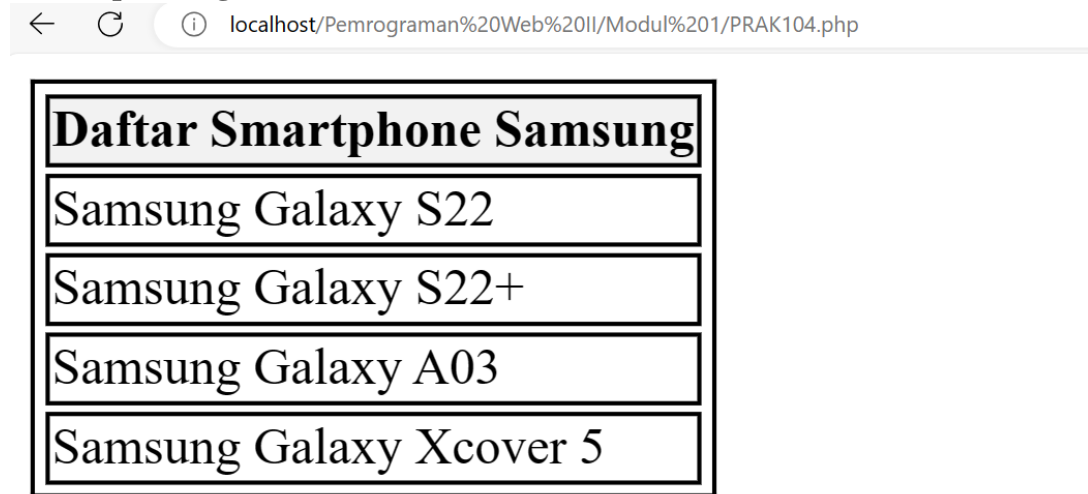 localhost/Pemrograman%20Web%20II/Modul%201/PRAK104.php
Daftar Smartphone Samsung
Samsung Galaxy S22
Samsung Galaxy S22+
Samsung Galaxy A03
Samsung Galaxy Xcover 5